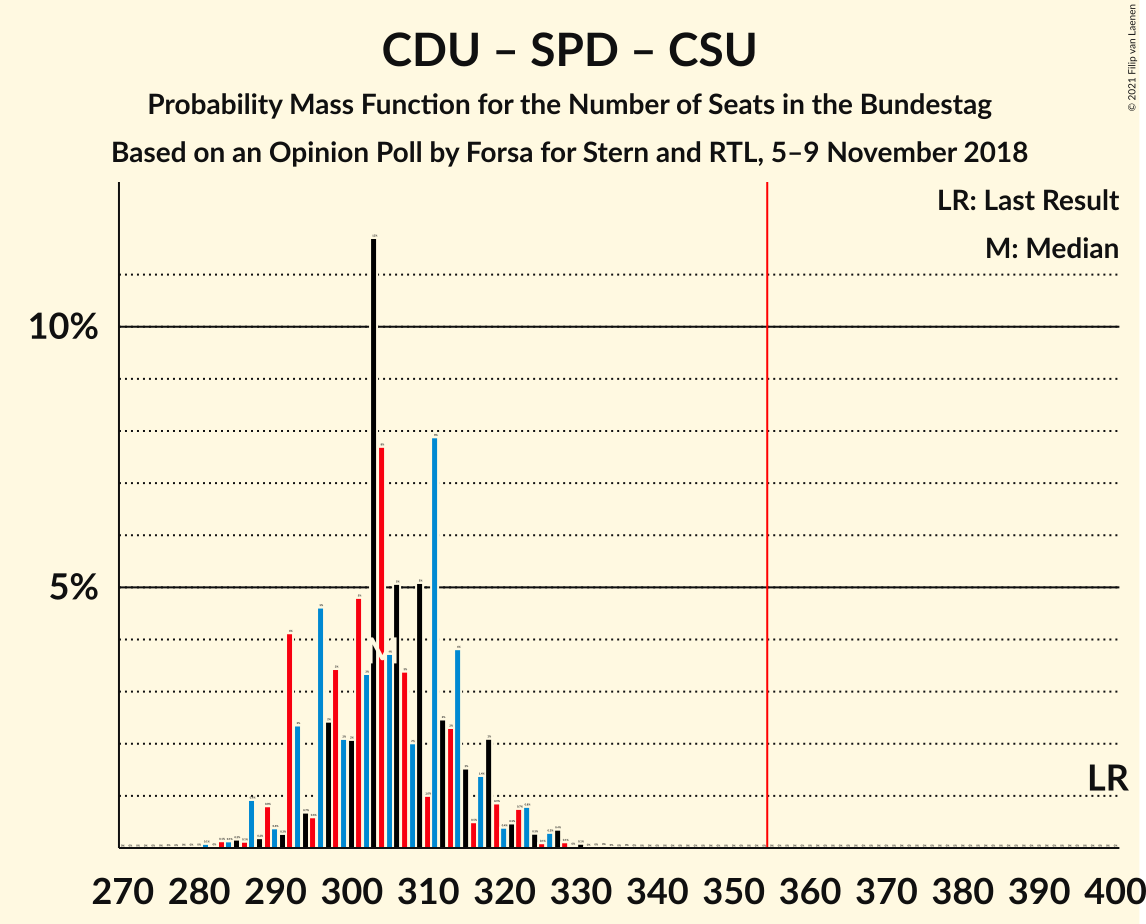 CDU – SPD – CSU
Probability Mass Function for the Number of Seats in the Bundestag
Based on an Opinion Poll by Forsa for Stern and RTL, 5–9 November 2018
© 2021 Filip van Laenen
LR: Last Result
M: Median
10%
5%
M
LR
270 280 290 300 310 320 330 340 350 360 370 380 390 400